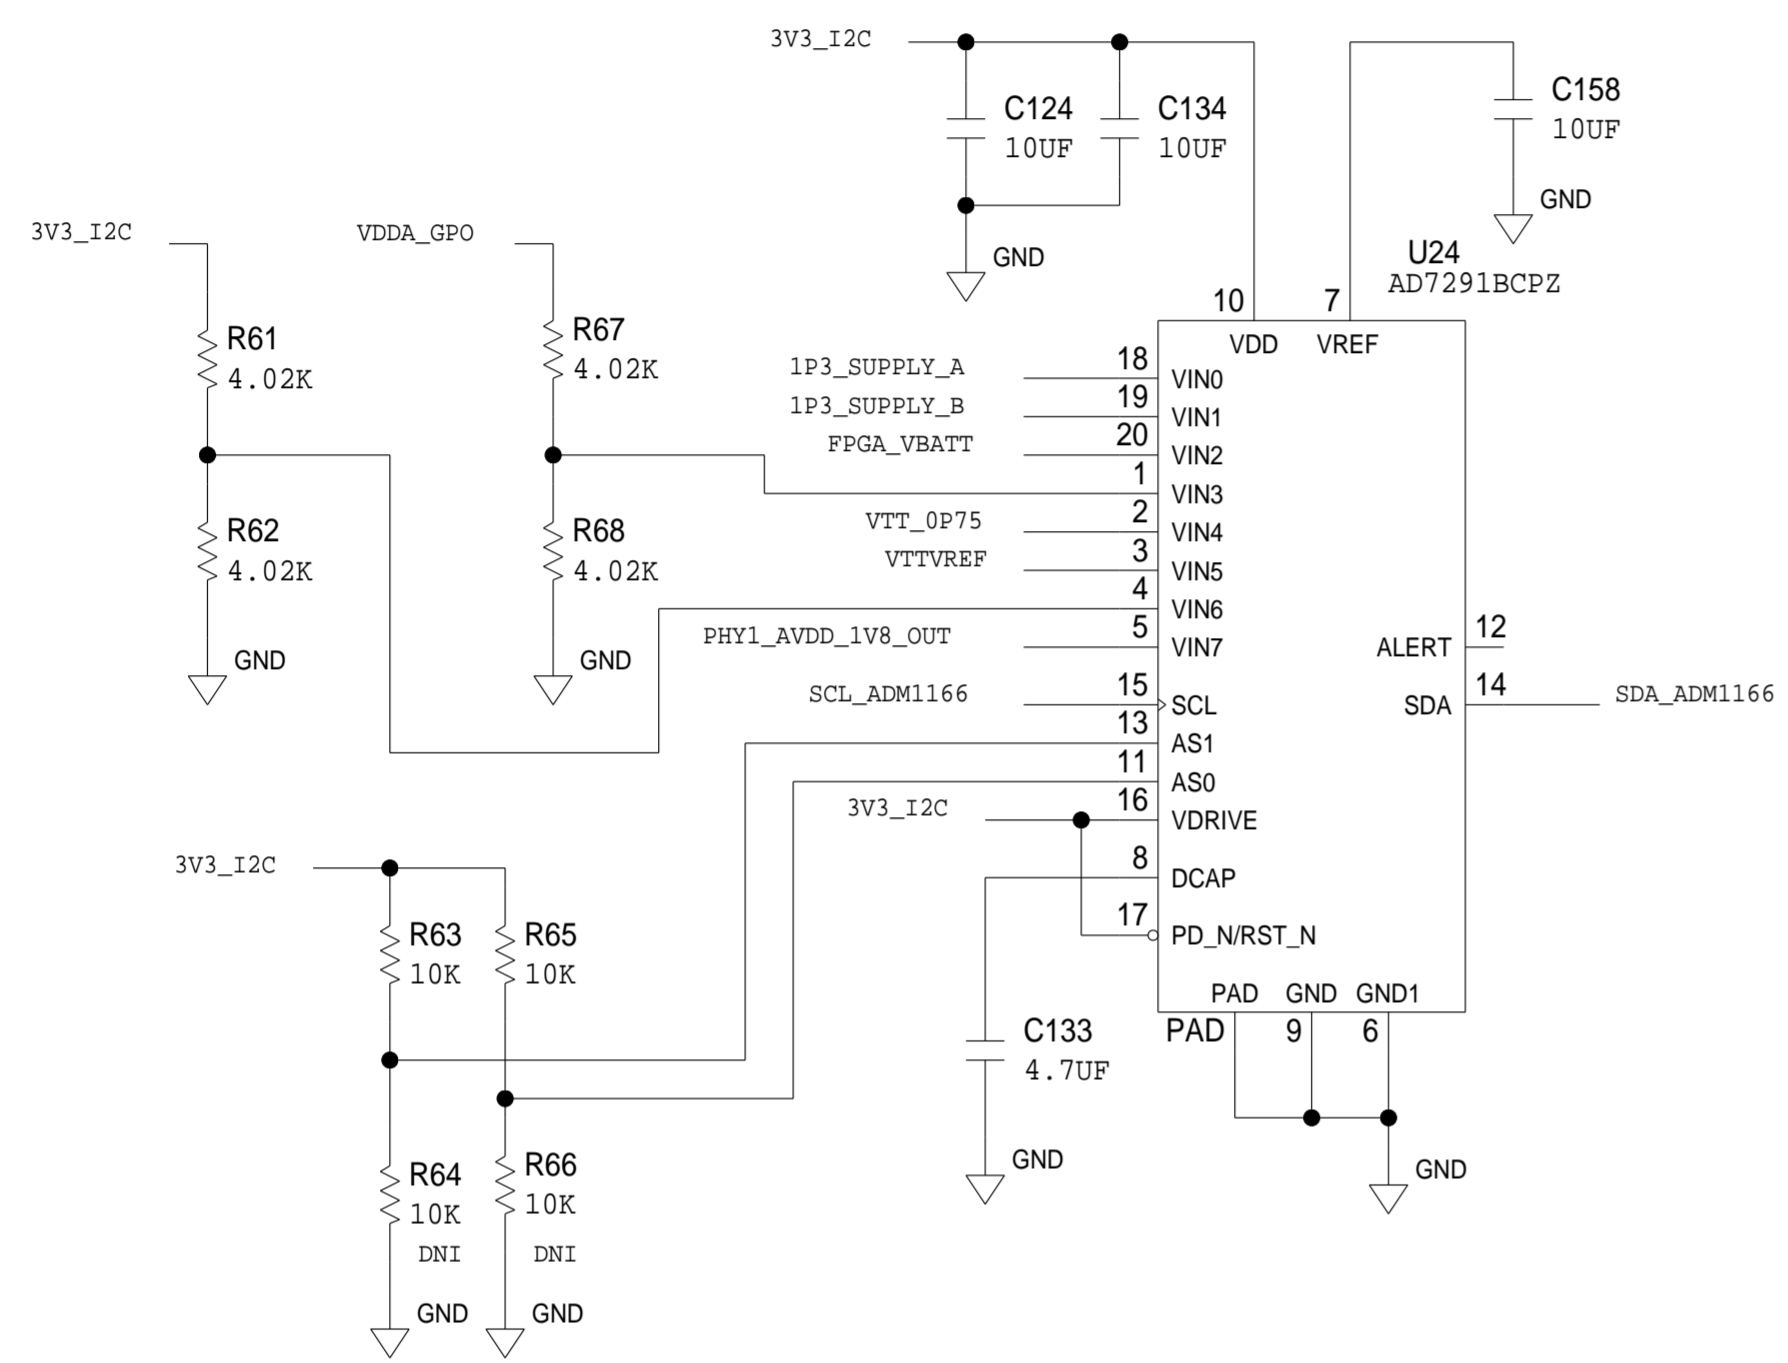 3V3_I2C
C124
10UF
C134
10UF
GND
C158
10UF
GND
3V3_I2C
R61
4.02K
R62
4.02K
GND
VDDA_GPO
R67
4.02K
R68
4.02K
GND
U24
AD7291BCPZ
10
7
VDD
VREF
1P3_SUPPLY_A
18
VIN0
1P3_SUPPLY_B
19
VIN1
FPGA_VBATT
20
VIN2
1
VIN3
VTT_0P75
2
VIN4
VTTVREF
3
VIN5
4
VIN6
PHY1_AVDD_1V8_OUT
5
VIN7
ALERT
12
SCL_ADM1166
15
SCL
SDA
14
SDA_ADM1166
13
AS1
11
AS0
3V3_I2C
16
VDRIVE
8
DCAP
17
PD_N/RST_N
PAD
GND
GND1
PAD
9
6
GND
C133
4.7UF
GND
3V3_I2C
R63
10K
R65
10K
R64
10K
DNI
R66
10K
DNI
GND
GND